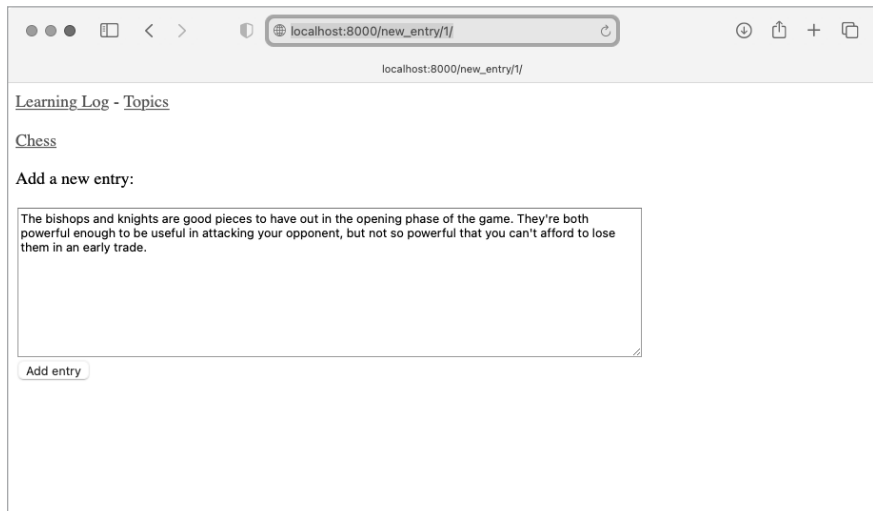 localhost:8000/new_entry/1/
localhost:8000/new_entry/1/
Learning Log - Topics
Chess
Add a new entry:
The bishops and knights are good pieces to have out in the opening phase of the game. They're both
powerful enough to be useful in attacking your opponent, but not so powerful that you can't afford to lose
them in an early trade.
Add entry